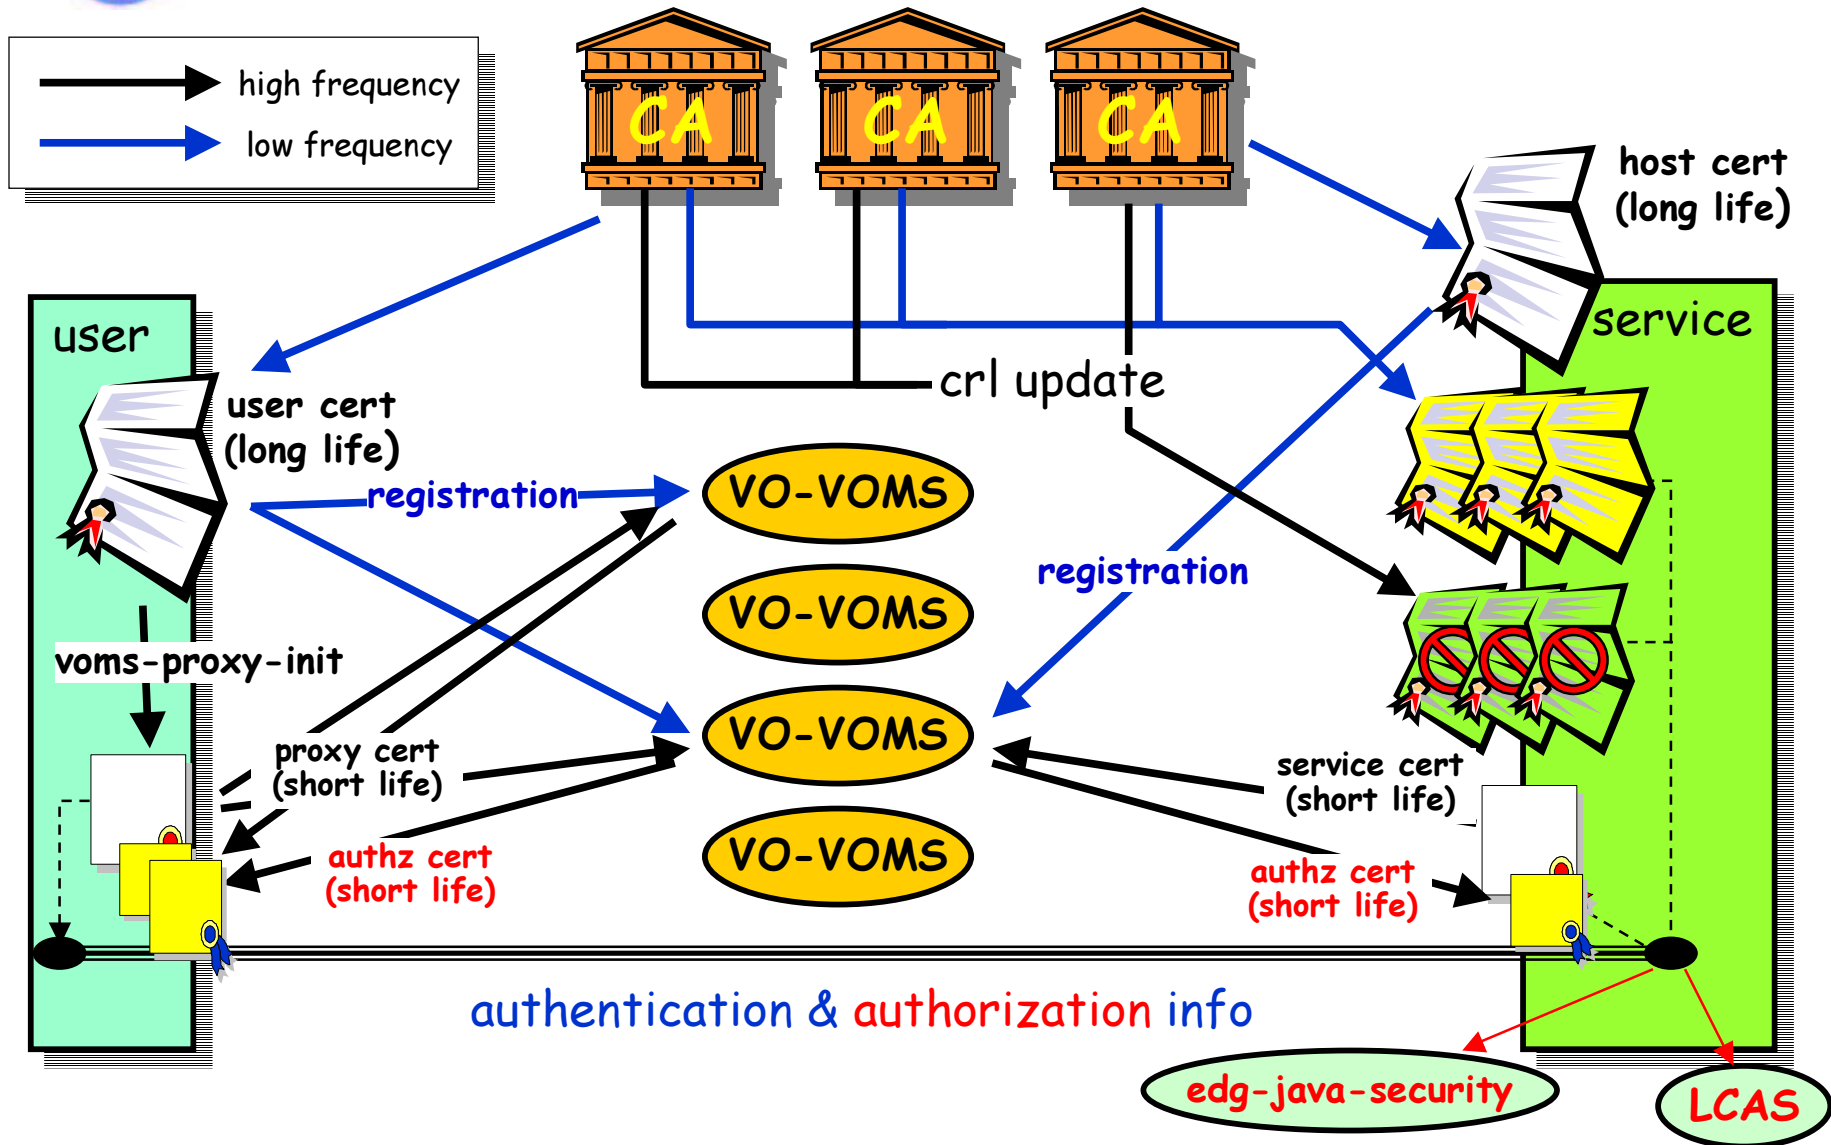 high frequency
low frequency
CA
CA
CA
host cert
(long life)
user
service
crl update
user cert
(long life)
registration
VO-VOMS
registration
VO-VOMS
voms-proxy-init
VO-VOMS
proxy cert
(short life)
service cert
(short life)
VO-VOMS
authz cert
(short life)
authz cert
(short life)
authentication & authorization info
edg-java-security
LCAS